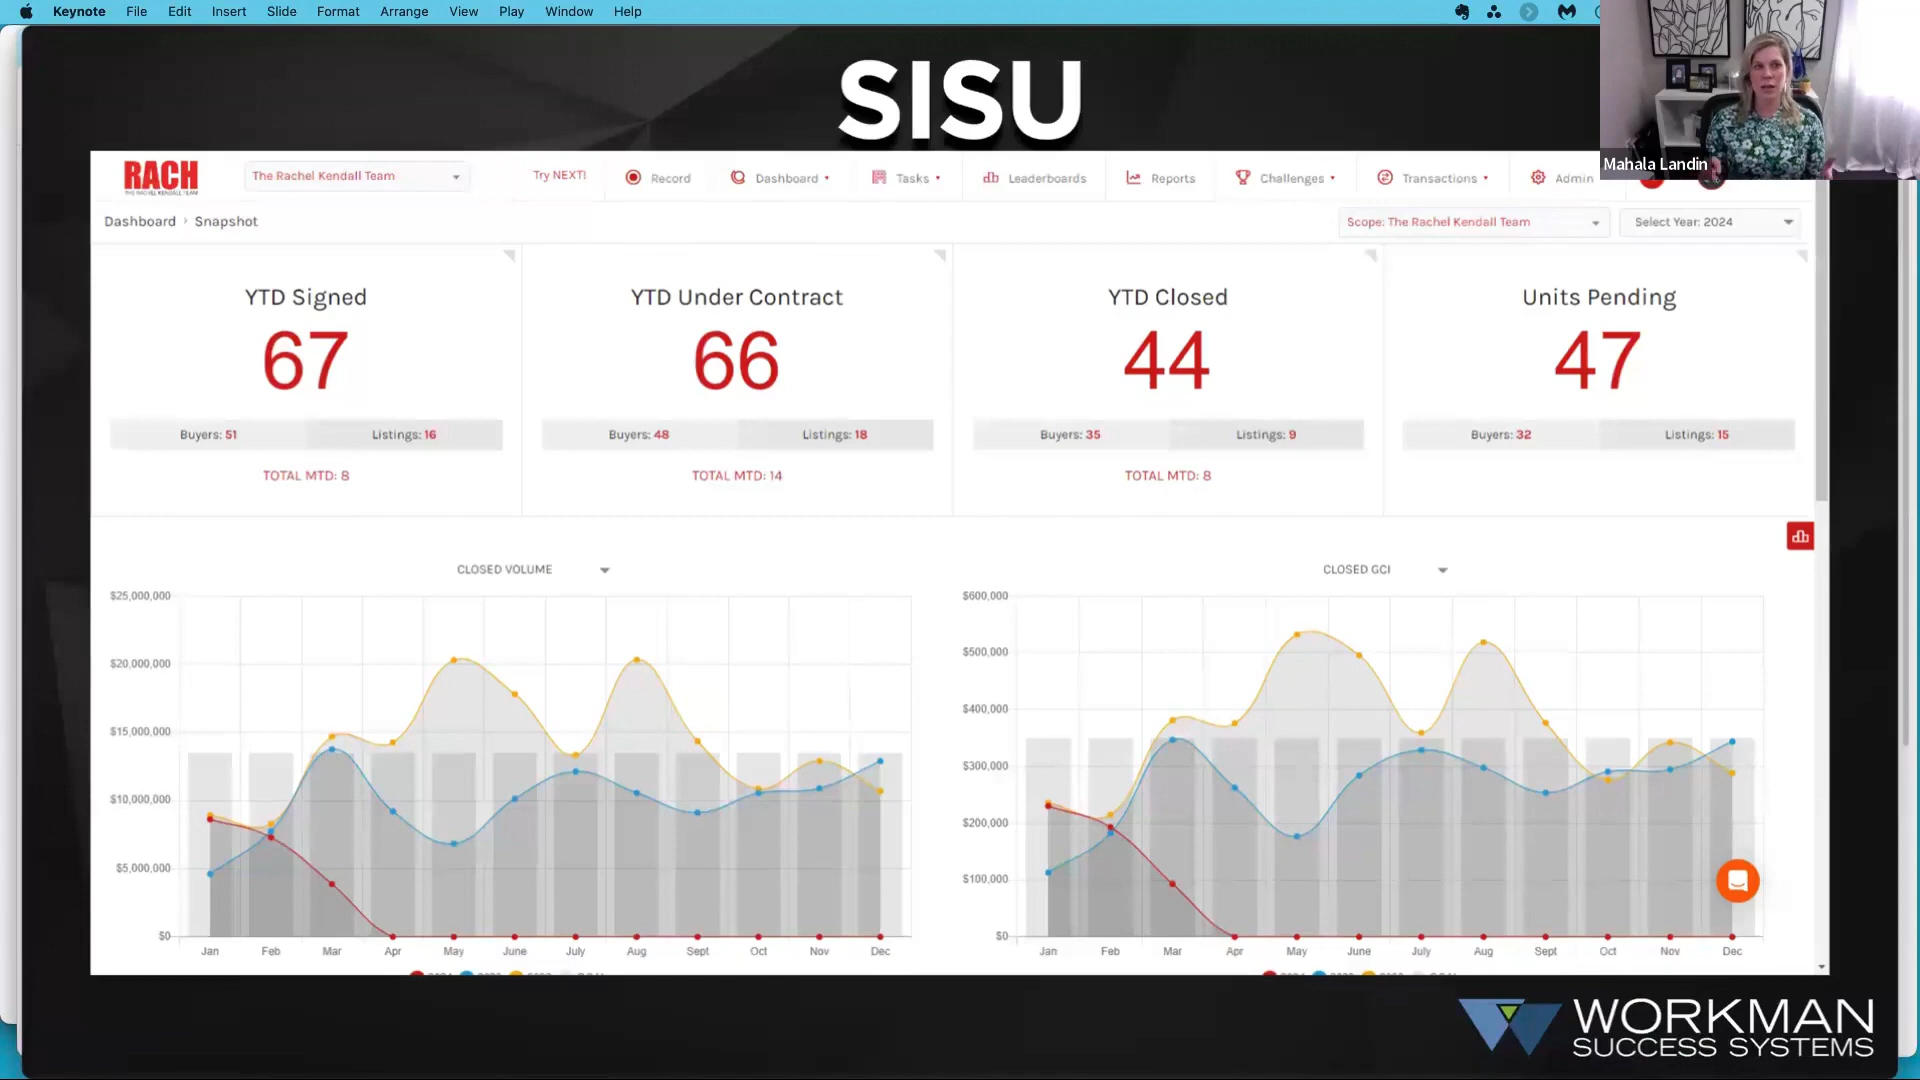 Keynote File Edit Insert Slide Format Arrange View Play Window Help
SISU
Mahala Landin
RACH
THE RACHEL KENDALL TEAM
The Rachel Kendall Team
Try NEXT!
Record
Dashboard
Tasks
Leaderboards
Reports
Challenges
Transactions
Admin
Dashboard › Snapshot
Scope: The Rachel Kendall Team
Select Year: 2024
YTD Signed
67
Buyers: 51 Listings: 16
TOTAL MTD: 8
YTD Under Contract
66
Buyers: 48 Listings: 18
TOTAL MTD: 14
YTD Closed
44
Buyers: 35 Listings: 9
TOTAL MTD: 8
Units Pending
47
Buyers: 32 Listings: 15
CLOSED VOLUME
$25,000,000
$20,000,000
$15,000,000
$10,000,000
$5,000,000
$0
Jan Feb Mar Apr May June July Aug Sept Oct Nov Dec
CLOSED GCI
$600,000
$500,000
$400,000
$300,000
$200,000
$100,000
$0
Jan Feb Mar Apr May June July Aug Sept Oct Nov Dec
WORKMAN
SUCCESS SYSTEMS